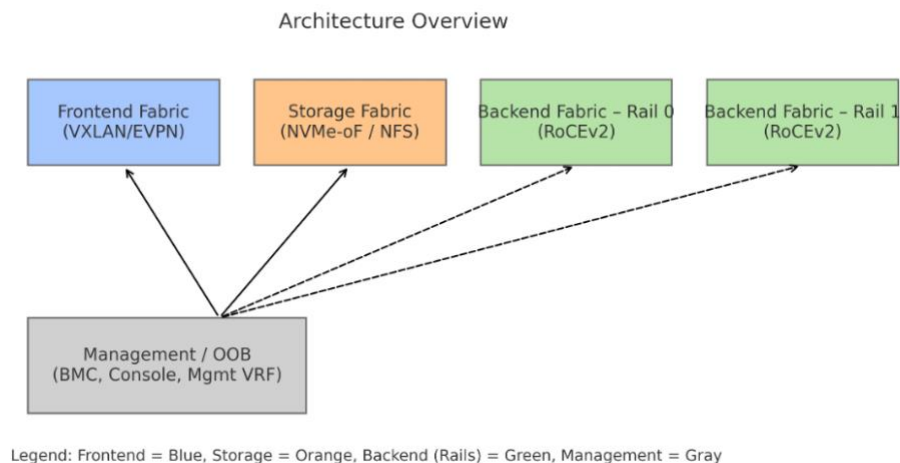 Architecture Overview
Frontend Fabric
(VXLAN/EVPN)
Storage Fabric
(NVMe-oF / NFS)
Backend Fabric – Rail 0
(RoCEv2)
Backend Fabric – Rail 1
(RoCEv2)
Management / OOB
(BMC, Console, Mgmt VRF)
Legend: Frontend = Blue, Storage = Orange, Backend (Rails) = Green, Management = Gray